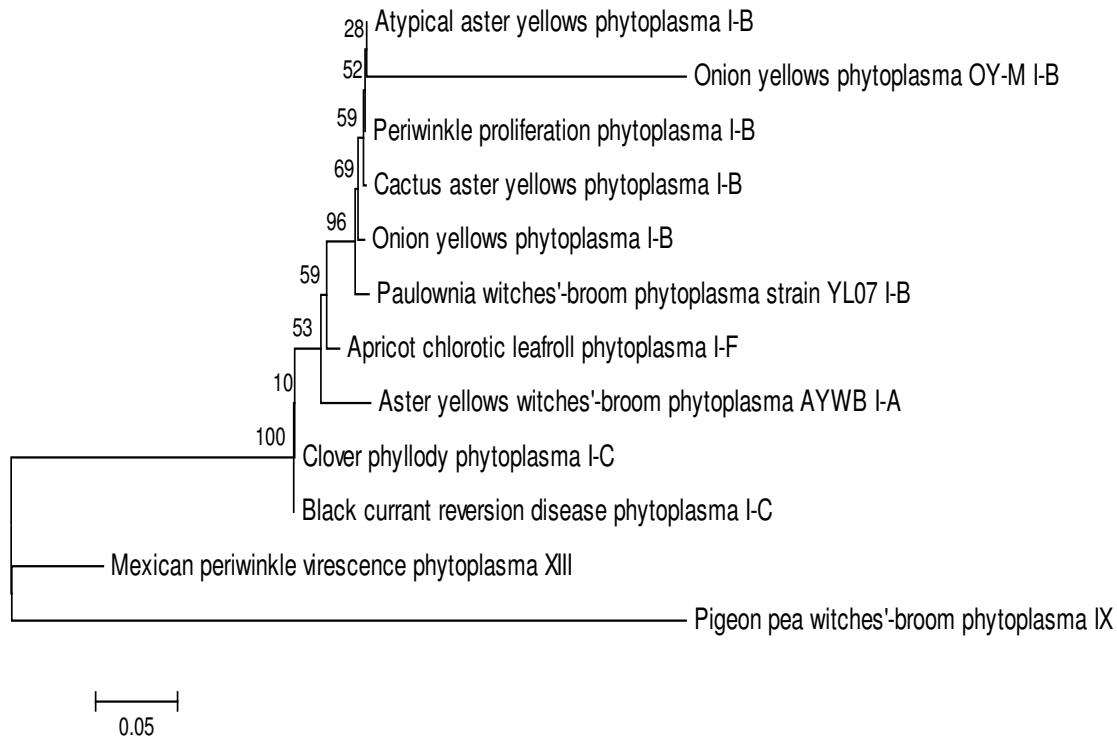 28
Atypical aster yellows phytoplasma I-B
52
Onion yellows phytoplasma OY-M I-B
59
Periwinkle proliferation phytoplasma I-B
69
Cactus aster yellows phytoplasma I-B
96
Onion yellows phytoplasma I-B
59
Paulownia witches'-broom phytoplasma strain YL07 I-B
53
Apricot chlorotic leafroll phytoplasma I-F
10
Aster yellows witches'-broom phytoplasma AYWB I-A
100
Clover phyllody phytoplasma I-C
Black currant reversion disease phytoplasma I-C
Mexican periwinkle virescence phytoplasma XIII
Pigeon pea witches'-broom phytoplasma IX
0.05